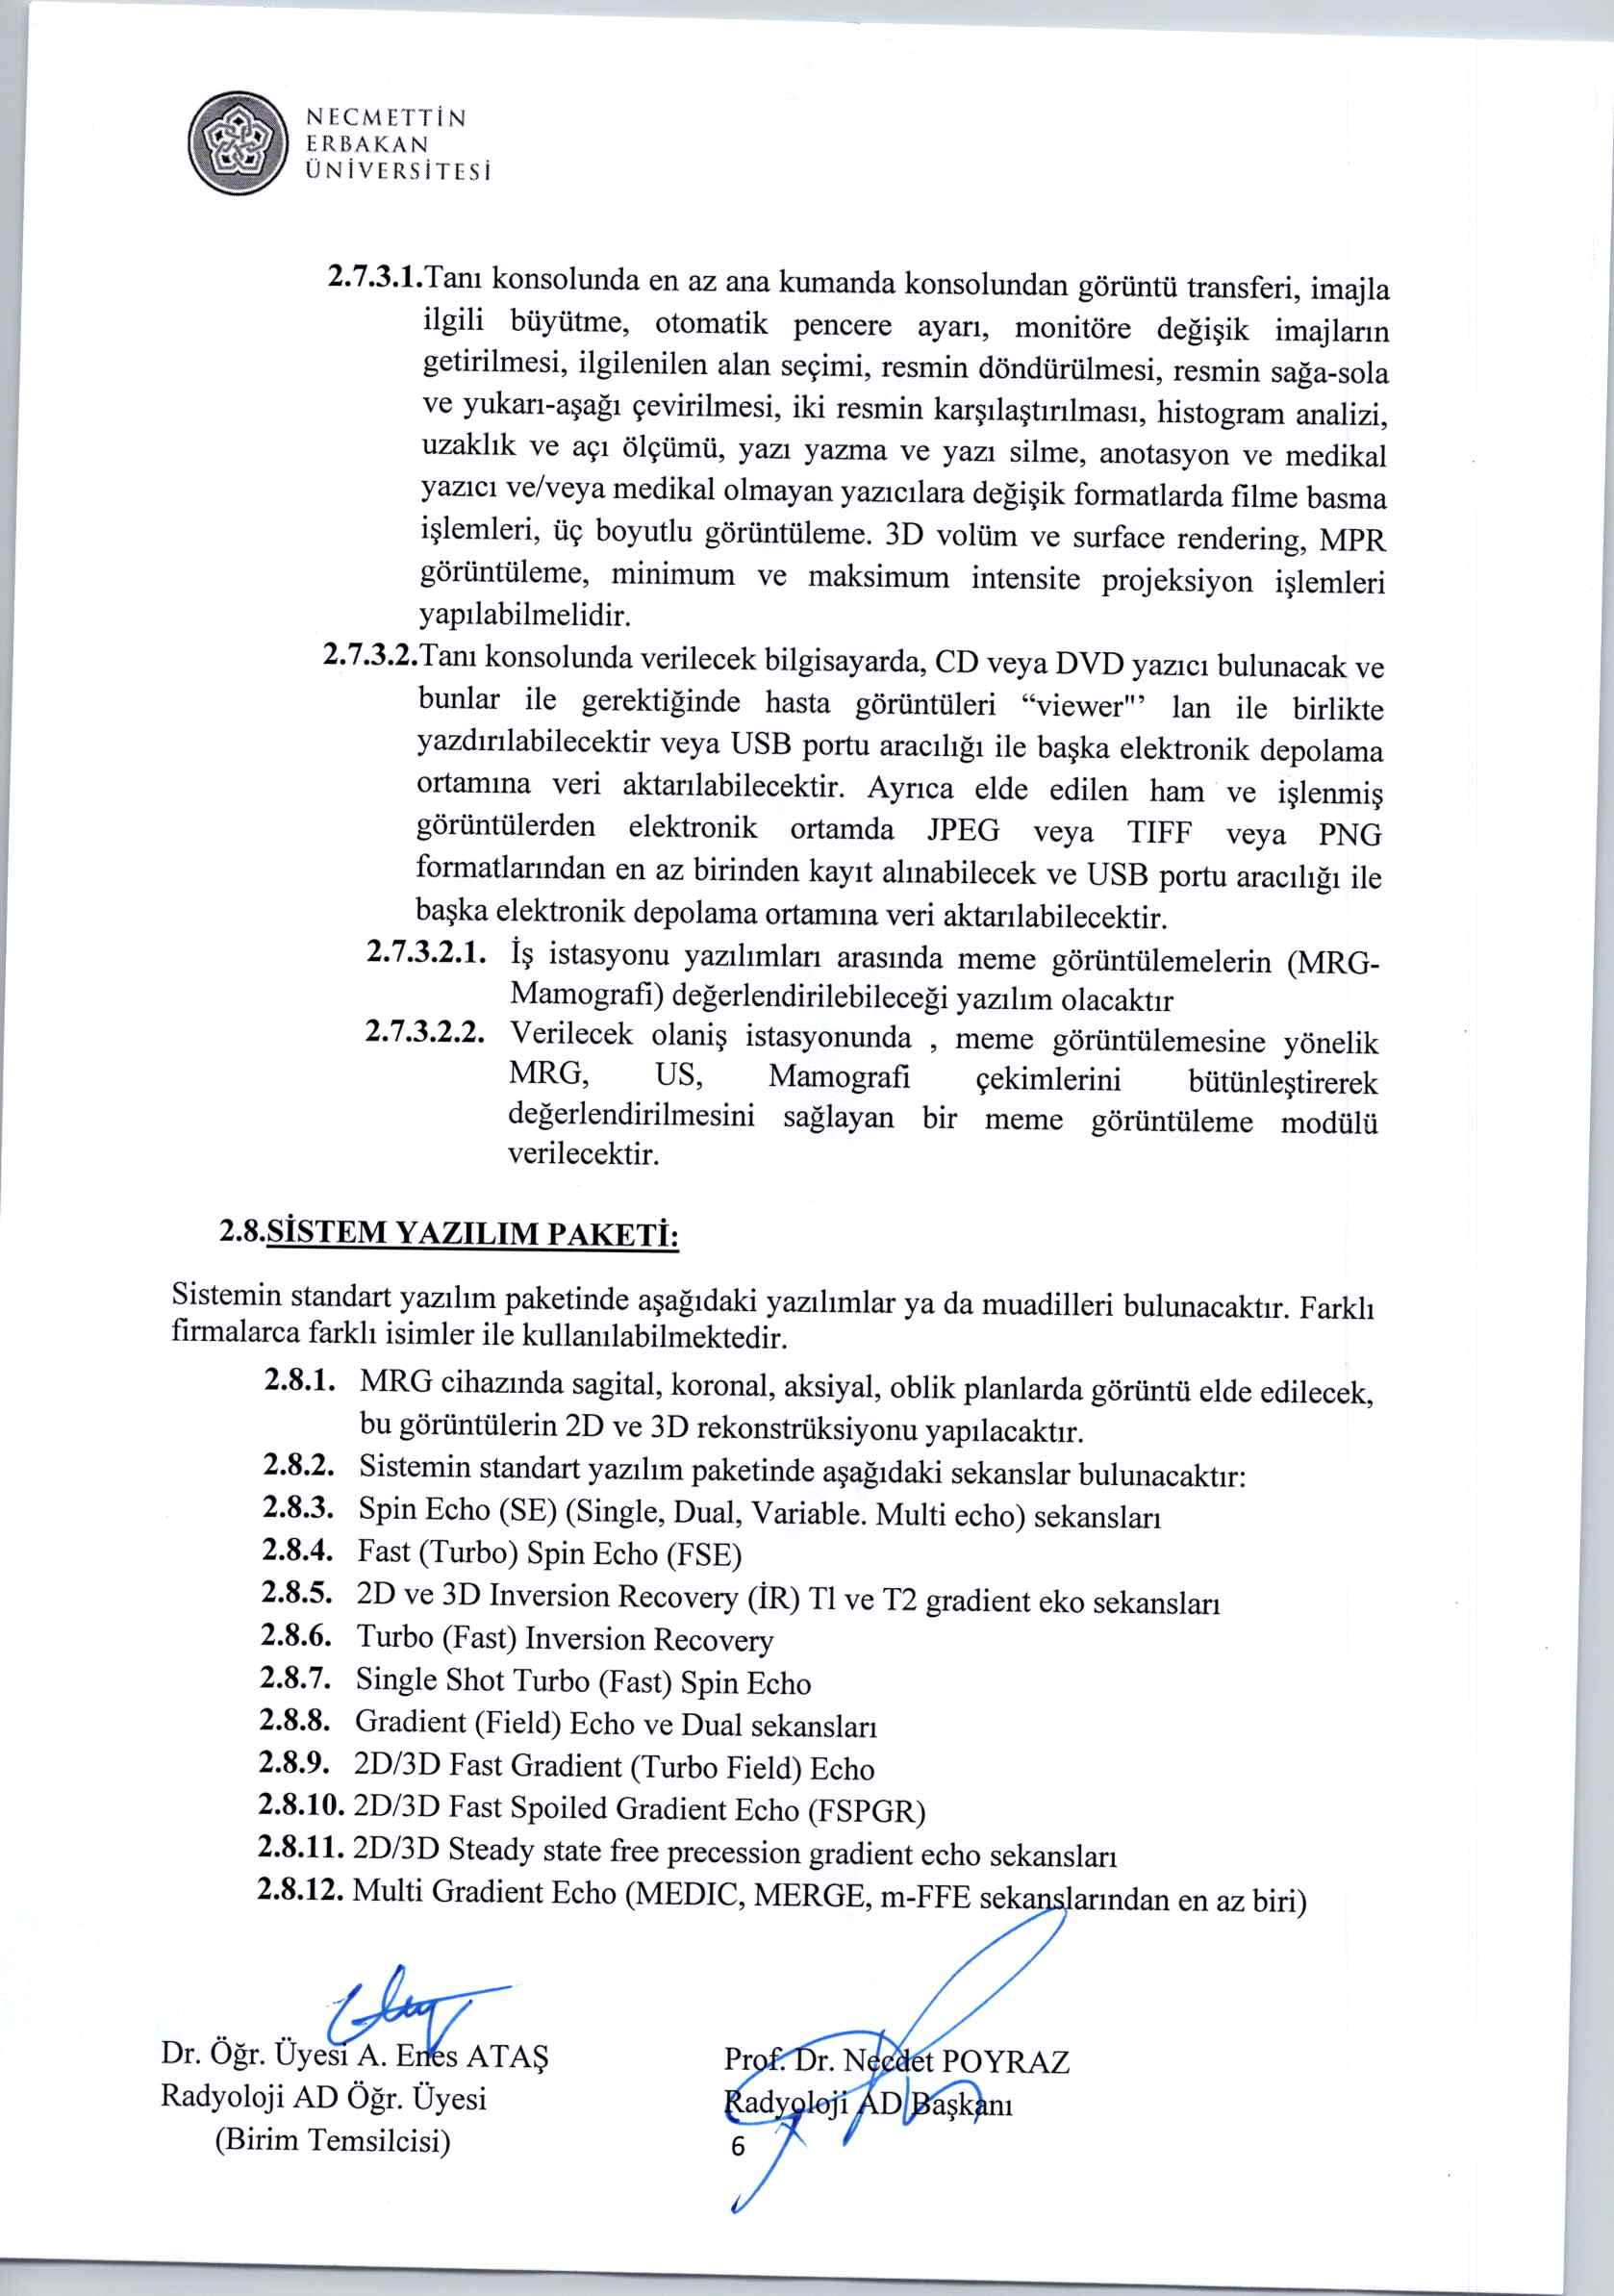 NECMETTİN
ERBAKAN
ÜNİVERSİTESİ
2.7.3.1.Tanı konsolunda en az ana kumanda konsolundan görüntü transferi, imajla
ilgili büyütme, otomatik pencere ayarı, monitöre değişik imajların
getirilmesi, ilgilenilen alan seçimi, resmin döndürülmesi, resmin sağa-sola
ve yukarı-aşağı çevirilmesi, iki resmin karşılaştırılması, histogram analizi,
uzaklık ve açı ölçümü, yazı yazma ve yazı silme, anotasyon ve medikal
yazıcı ve/veya medikal olmayan yazıcılara değişik formatlarda filme basma
işlemleri, üç boyutlu görüntüleme. 3D volüm ve surface rendering, MPR
görüntüleme, minimum ve maksimum intensite projeksiyon işlemleri
yapılabilmelidir.
2.7.3.2.Tanı konsolunda verilecek bilgisayarda, CD veya DVD yazıcı bulunacak ve
bunlar ile gerektiğinde hasta görüntüleri “viewer"’ lan ile birlikte
yazdırılabilecektir veya USB portu aracılığı ile başka elektronik depolama
ortamına veri aktarılabilecektir. Ayrıca elde edilen ham ve işlenmiş
görüntülerden elektronik ortamda JPEG veya TIFF veya PNG
formatlarından en az birinden kayıt alınabilecek ve USB portu aracılığı ile
başka elektronik depolama ortamına veri aktarılabilecektir.
2.7.3.2.1. İş istasyonu yazılımları arasında meme görüntülemelerin (MRG-
Mamografi) değerlendirilebileceği yazılım olacaktır
2.7.3.2.2. Verilecek olaniş istasyonunda , meme görüntülemesine yönelik
MRG, US, Mamografi çekimlerini bütünleştirerek
değerlendirilmesini sağlayan bir meme görüntüleme modülü
verilecektir.
2.8.SİSTEM YAZILIM PAKETİ:
Sistemin standart yazılım paketinde aşağıdaki yazılımlar ya da muadilleri bulunacaktır. Farklı
firmalarca farklı isimler ile kullanılabilmektedir.
2.8.1. MRG cihazında sagital, koronal, aksiyal, oblik planlarda görüntü elde edilecek,
bu görüntülerin 2D ve 3D rekonstrüksiyonu yapılacaktır.
2.8.2. Sistemin standart yazılım paketinde aşağıdaki sekanslar bulunacaktır:
2.8.3. Spin Echo (SE) (Single, Dual, Variable. Multi echo) sekansları
2.8.4. Fast (Turbo) Spin Echo (FSE)
2.8.5. 2D ve 3D Inversion Recovery (İR) Tl ve T2 gradient eko sekansları
2.8.6. Turbo (Fast) Inversion Recovery
2.8.7. Single Shot Turbo (Fast) Spin Echo
2.8.8. Gradient (Field) Echo ve Dual sekansları
2.8.9. 2D/3D Fast Gradient (Turbo Field) Echo
2.8.10. 2D/3D Fast Spoiled Gradient Echo (FSPGR)
2.8.11. 2D/3D Steady state free precession gradient echo sekansları
2.8.12. Multi Gradient Echo (MEDIC, MERGE, m-FFE sekanslarından en az biri)
Dr. Öğr. Üyesi A. Enes ATAŞ
Radyoloji AD Öğr. Üyesi
(Birim Temsilcisi)
Prof. Dr. Necdet POYRAZ
Radyoloji AD Başkanı
6